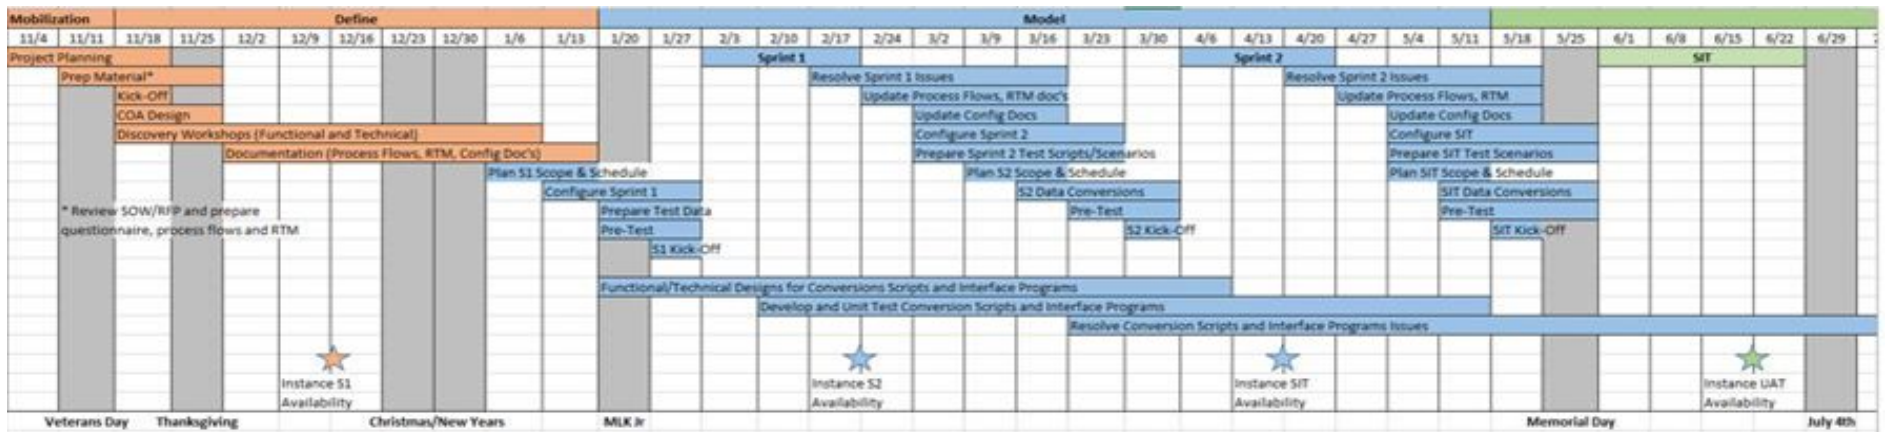 Mobilization Define Model
11/4 11/11 11/18 11/25 12/2 12/9 12/16 12/23 12/30 1/6 1/13 1/20 1/27 2/3 2/10 2/17 2/24 3/2 3/9 3/16 3/23 3/30 4/6 4/13 4/20 4/27 5/4 5/11 5/18 5/25 6/1 6/8 6/15 6/22 6/29
Project Planning Sprint 1 Sprint 2 SIT
Prep Material* Resolve Sprint 1 Issues Resolve Sprint 2 Issues
Kick-Off Update Process Flows, RTM doc's Update Process Flows, RTM
COA Design Update Config Docs Update Config Docs
Discovery Workshops (Functional and Technical) Configure Sprint 2 Configure SIT
Documentation (Process Flows, RTM, Config Doc's) Prepare Sprint 2 Test Scripts/Scenarios Prepare SIT Test Scenarios
Plan S1 Scope & Schedule Plan S2 Scope & Schedule Plan SIT Scope & Schedule
Configure Sprint 1 S2 Data Conversions SIT Data Conversions
* Review SOW/RFP and prepare Prepare Test Data Pre-Test Pre-Test
questionnaire, process flows and RTM Pre-Test S2 Kick-Off SIT Kick-Off
S1 Kick-Off
Functional/Technical Designs for Conversions Scripts and Interface Programs
Develop and Unit Test Conversion Scripts and Interface Programs
Resolve Conversion Scripts and Interface Programs Issues
Instance S1 Instance S2 Instance SIT Instance UAT
Availability Availability Availability Availability
Veterans Day Thanksgiving Christmas/New Years MLK Jr Memorial Day July 4th